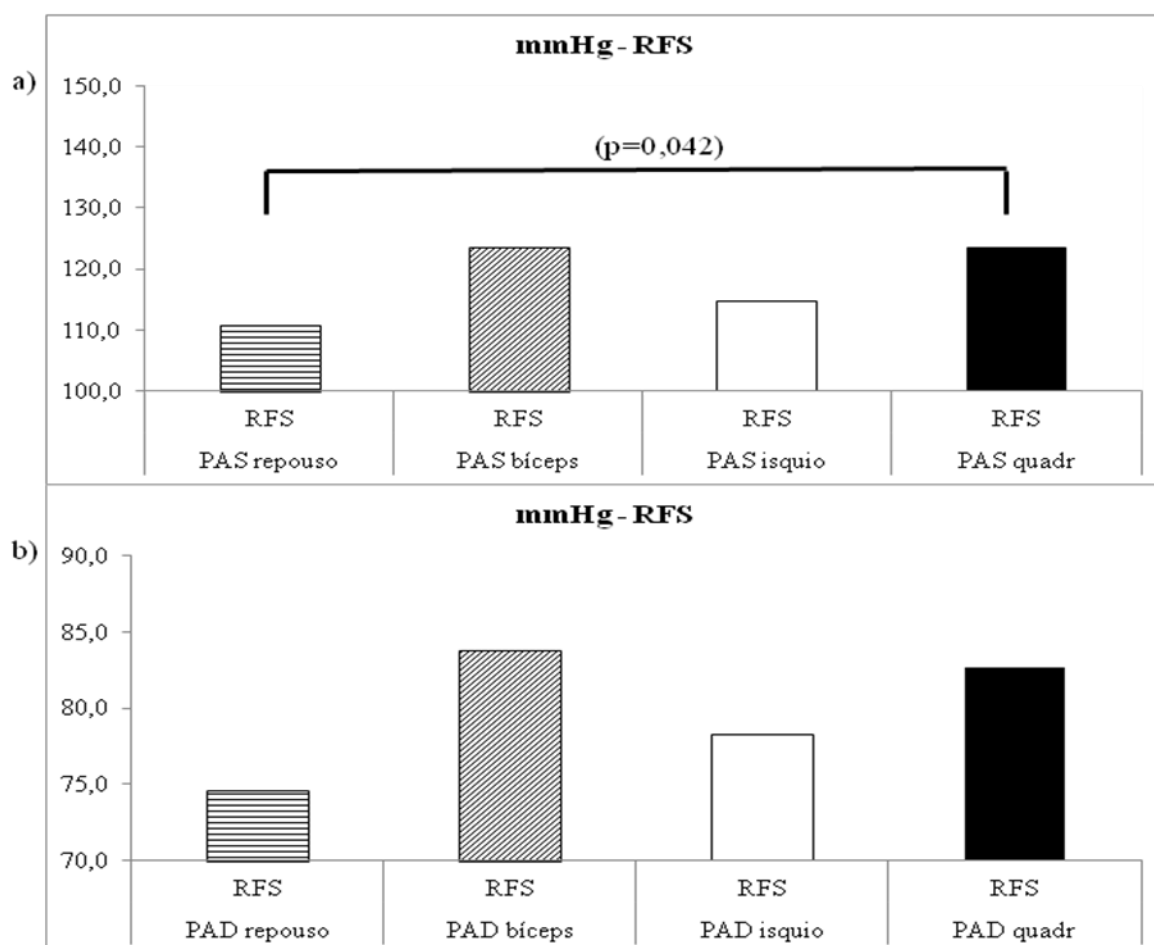 mmHg - RFS
a)
150,0
140,0
(p=0,042)
130,0
120,0
110,0
100,0
RFS RFS RFS RFS
PAS repouso PAS bíceps PAS isquio PAS quadr
mmHg - RFS
b)
90,0
85,0
80,0
75,0
70,0
RFS RFS RFS RFS
PAD repouso PAD bíceps PAD isquio PAD quadr